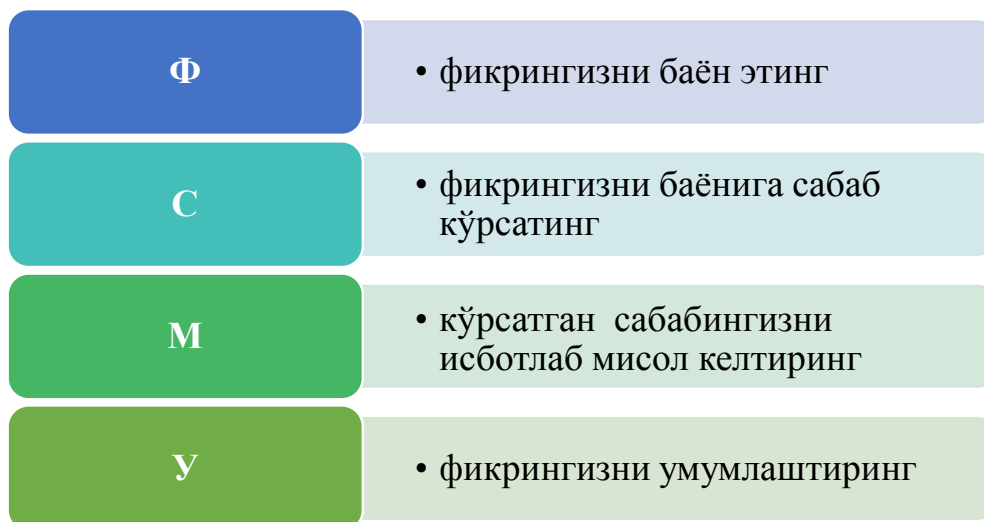 Ф
• фикрингизни баён этинг
С
• фикрингизни баёнига сабаб
кўрсатинг
М
• кўрсатган сабабингизни
исботлаб мисол келтиринг
У
• фикрингизни умумлаштиринг